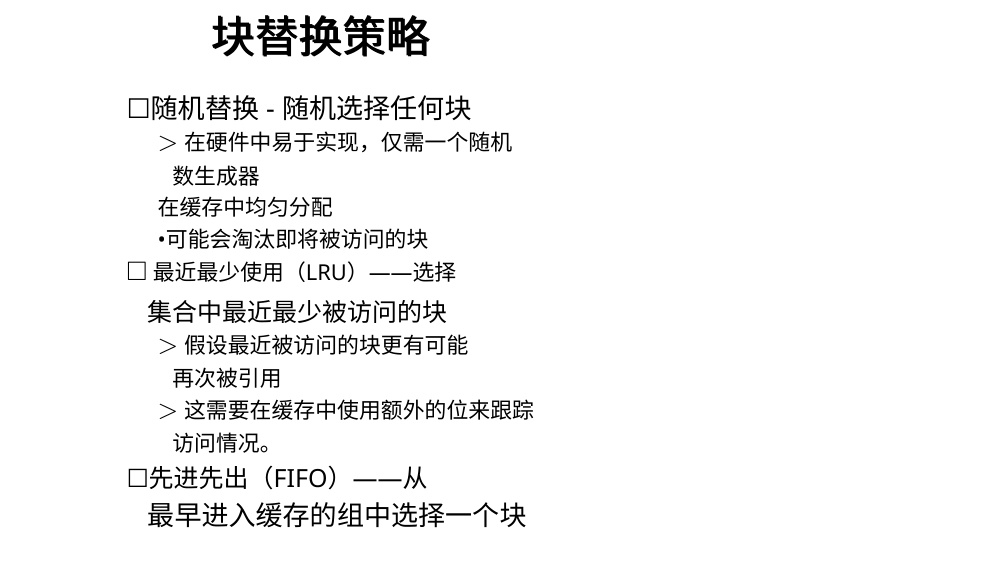 块替换策略
☐随机替换 - 随机选择任何块
＞ 在硬件中易于实现，仅需一个随机
数生成器
在缓存中均匀分配
•可能会淘汰即将被访问的块
☐ 最近最少使用（LRU）——选择
集合中最近最少被访问的块
＞ 假设最近被访问的块更有可能
再次被引用
＞ 这需要在缓存中使用额外的位来跟踪
访问情况。
☐先进先出（FIFO）——从
最早进入缓存的组中选择一个块